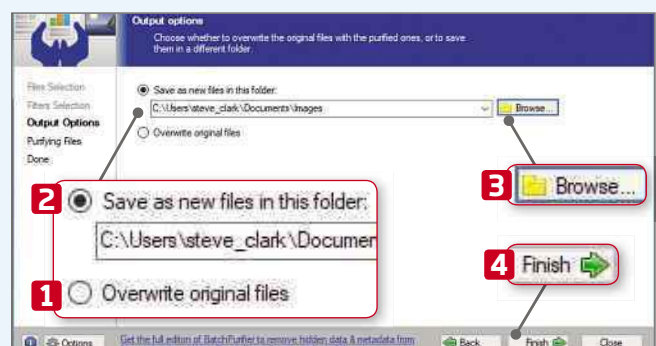 Output options
Choose whether to overwrite the original files with the purified ones, or to save
them in a different folder.
Files Selection
Filters Selection
Output Options
Purifying Files
Done
Save as new files in this folder:
C:\Users\steve_clark\Documents\Images
Browse...
Overwrite original files
2 Save as new files in this folder:
C:\Users\steve_clark\Documen
1 Overwrite original files
3 Browse...
4 Finish
Options
Get the full edition of BatchPurifier to remove hidden data & metadata from
Back
Finish
Close